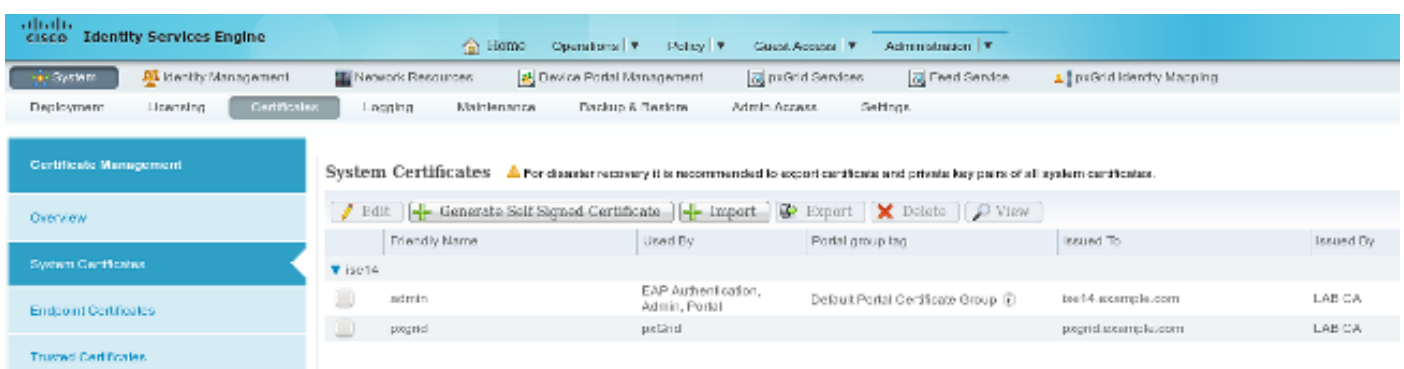 cisco Identity Services Engine
Home Operations Policy Guest Access Administration
System Identity Management Network Resources Device Portal Management pxGrid Services Feed Service pxGrid Identity Mapping
Deployment Licensing Certificates Logging Maintenance Backup & Restore Admin Access Settings
Certificate Management
System Certificates For disaster recovery it is recommended to export certificate and private key pairs of all system certificates.
Overview
Edit Generate Self Signed Certificate Import Export Delete View
Friendly Name Used By Portal group tag Issued To Issued By
System Certificates
ise14
Endpoint Certificates
admin EAP Authentication, Admin, Portal Default Portal Certificate Group ise14.example.com LAB CA
pxgrid pxGrid pxgrid.example.com LAB CA
Trusted Certificates